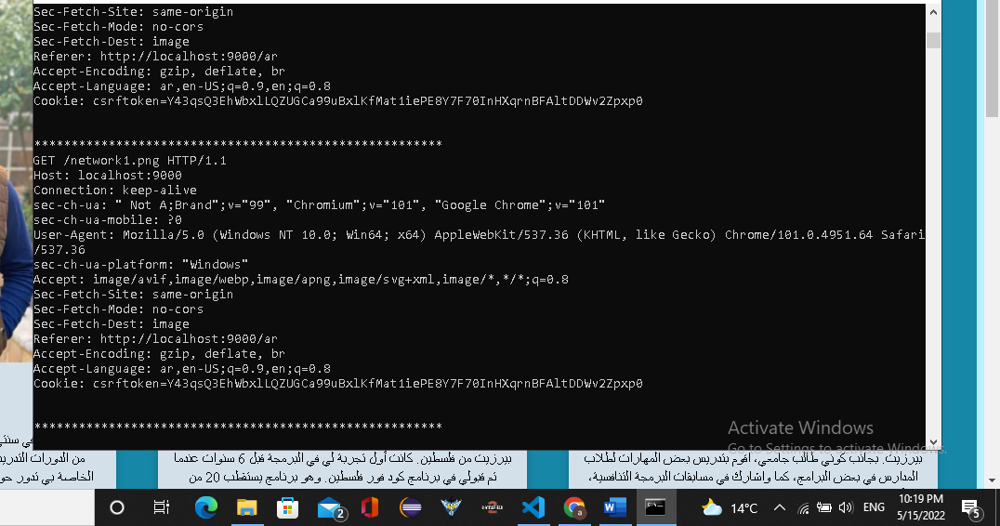 Sec-Fetch-Site: same-origin
Sec-Fetch-Mode: no-cors
Sec-Fetch-Dest: image
Referer: http://localhost:9000/ar
Accept-Encoding: gzip, deflate, br
Accept-Language: ar,en-US;q=0.9,en;q=0.8
Cookie: csrftoken=Y43qsQ3EhWbxlLQZUGCa99uBxlKfMat1iePE8Y7F70InHXqrnBFAltDDWv2Zpxp0
*******************************************************
GET /network1.png HTTP/1.1
Host: localhost:9000
Connection: keep-alive
sec-ch-ua: " Not A;Brand";v="99", "Chromium";v="101", "Google Chrome";v="101"
sec-ch-ua-mobile: ?0
User-Agent: Mozilla/5.0 (Windows NT 10.0; Win64; x64) AppleWebKit/537.36 (KHTML, like Gecko) Chrome/101.0.4951.64 Safari
/537.36
sec-ch-ua-platform: "Windows"
Accept: image/avif,image/webp,image/apng,image/svg+xml,image/*,*/*;q=0.8
Sec-Fetch-Site: same-origin
Sec-Fetch-Mode: no-cors
Sec-Fetch-Dest: image
Referer: http://localhost:9000/ar
Accept-Encoding: gzip, deflate, br
Accept-Language: ar,en-US;q=0.9,en;q=0.8
Cookie: csrftoken=Y43qsQ3EhWbxlLQZUGCa99uBxlKfMat1iePE8Y7F70InHXqrnBFAltDDWv2Zpxp0
*******************************************************
Activate Windows
Go to Settings to activate Windows.
بيرزيت. بجانب كوني طالب جامعي، اقوم بتدريس بعض المهارات لطلاب
المدارس في بعض البرامج، كما واشارك في مسابقات البرمجة التنافسية،
بيرزيت من فلسطين. كانت أول تجربة لي في البرمجة قبل 6 سنوات عندما
تم قبولي في برنامج كود فور فلسطين. وهو برنامج يستقطب 20 من
في سنتي
من الدورات التدريب
الخاصة بي تدور حو
2
14°C
ENG
10:19 PM
5/15/2022
5